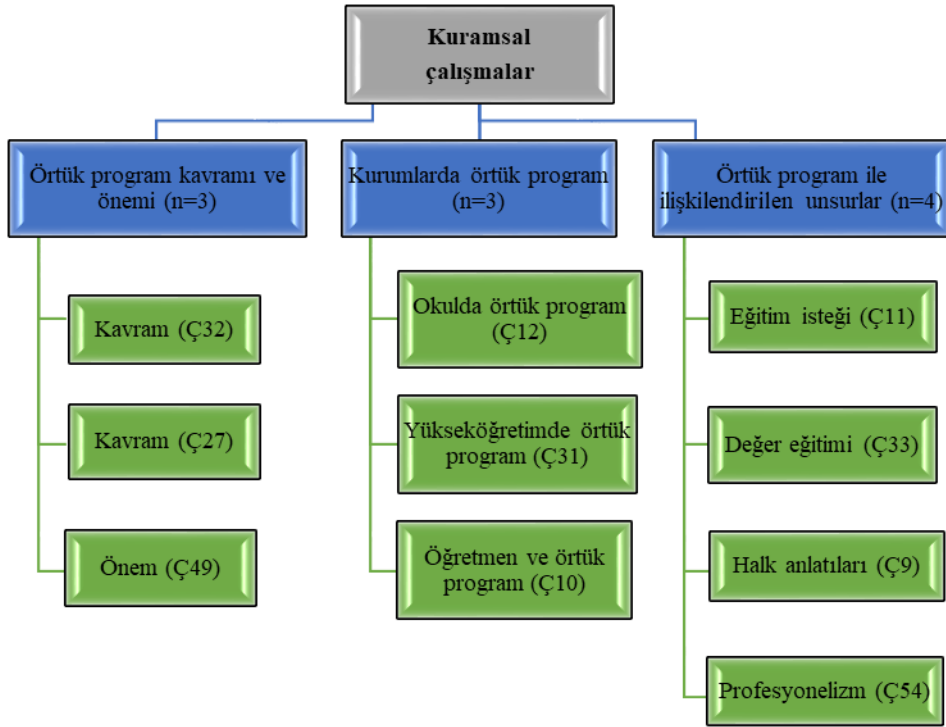 Kuramsal
çalışmalar
Örtük program kavramı ve
önemi (n=3)
Kavram (Ç32)
Kavram (Ç27)
Önem (Ç49)
Kurumlarda örtük program
(n=3)
Okulda örtük program
(Ç12)
Yükseköğretimde örtük
program (Ç31)
Öğretmen ve örtük
program (Ç10)
Örtük program ile
ilişkilendirilen unsurlar (n=4)
Eğitim isteği (Ç11)
Değer eğitimi (Ç33)
Halk anlatıları (Ç9)
Profesyonelizm (Ç54)